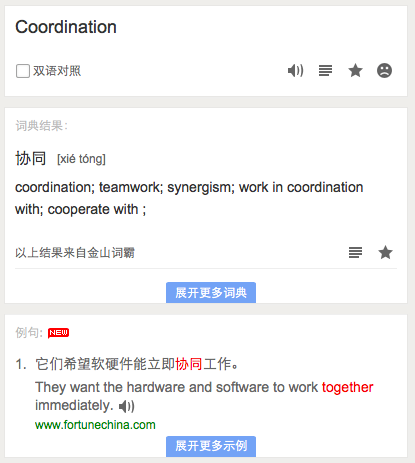 Coordination
双语对照
词典结果:
协同 [xié tóng]
coordination; teamwork; synergism; work in coordination
with; cooperate with ;
以上结果来自金山词霸
展开更多词典
例句: NEW
1. 它们希望软硬件能立即协同工作。
They want the hardware and software to work together
immediately.
www.fortunechina.com
展开更多示例